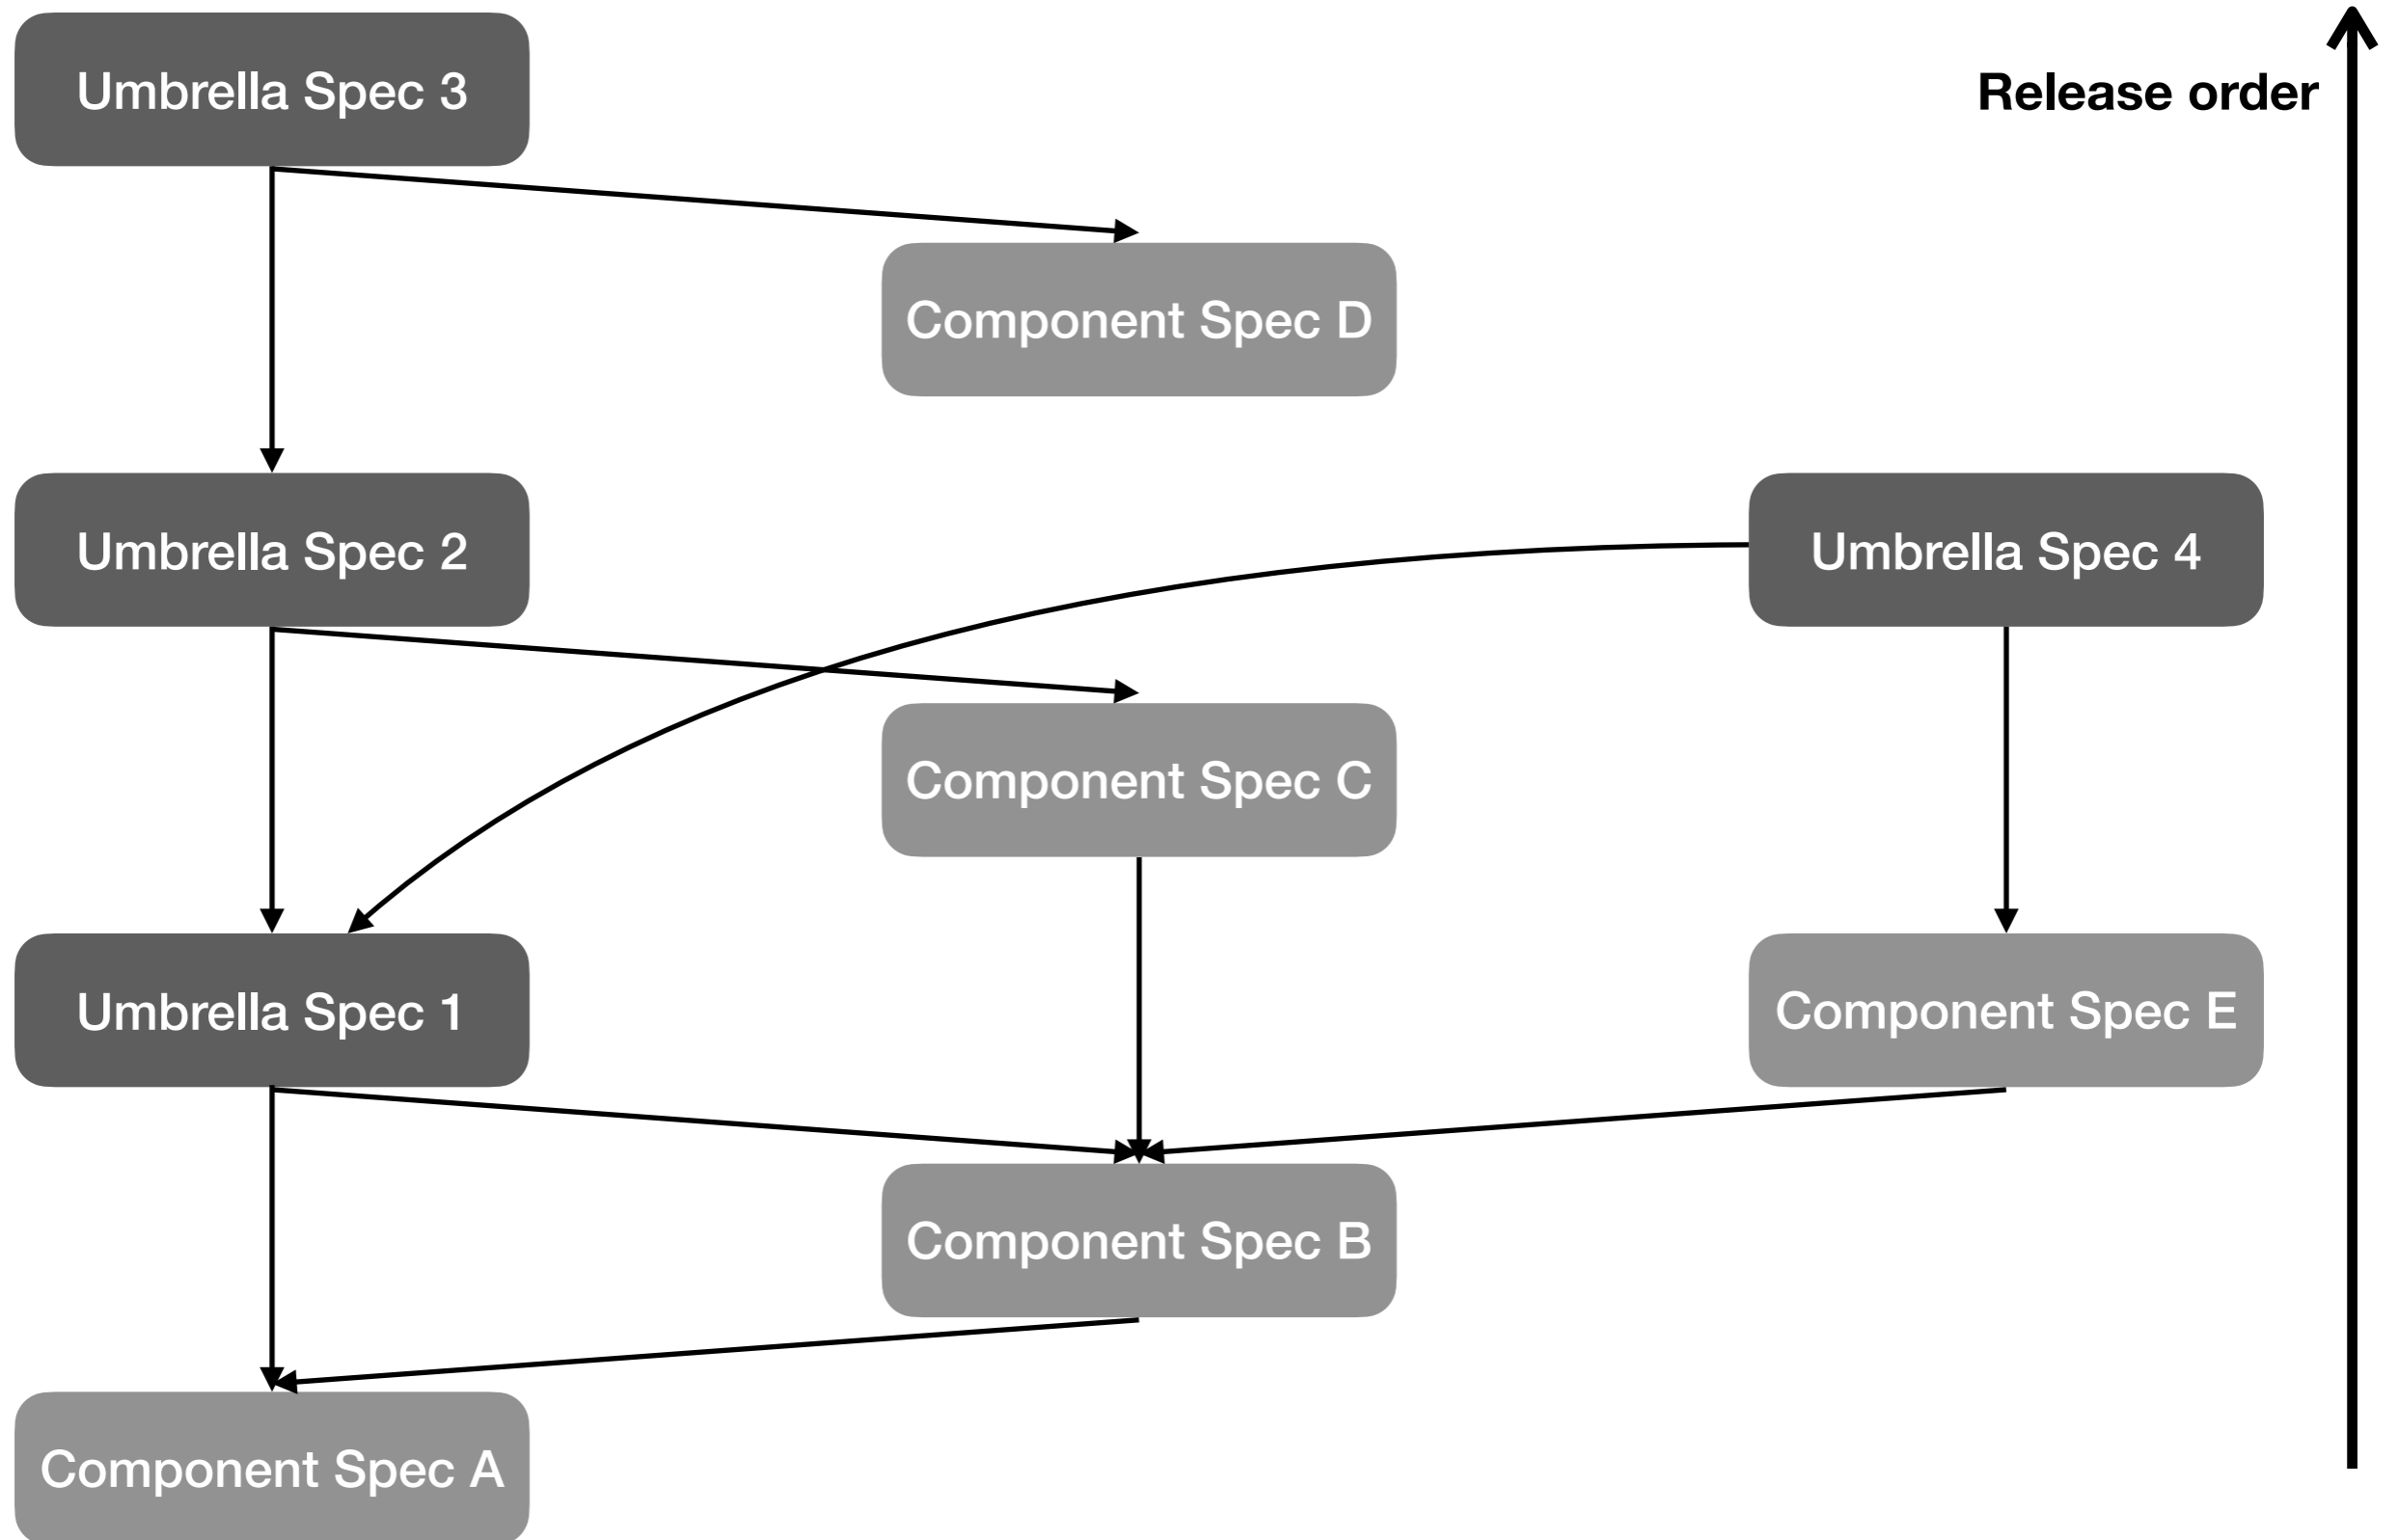 Umbrella Spec 3
Release order
Component Spec D
Umbrella Spec 2
Umbrella Spec 4
Component Spec C
Umbrella Spec 1
Component Spec E
Component Spec B
Component Spec A